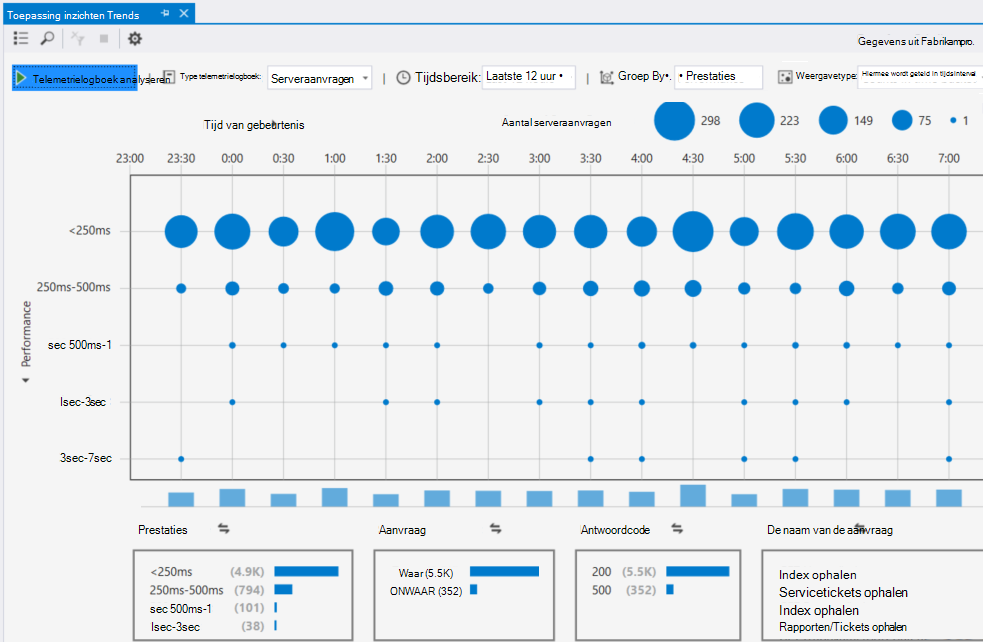 Toepassing inzichten Trends
Gegevens uit Fabrikampro.
Telemetrielogboek analyseren | Type telemetrielogboek: Serveraanvragen | Tijdsbereik: Laatste 12 uur • | Groep By•. • Prestaties Weergavetype: Hiermee wordt geteld in tijdsinterval
Tijd van gebeurtenis Aantal serveraanvragen 298 223 149 75 1
23:00 23:30 0:00 0:30 1:00 1:30 2:00 2:30 3:00 3:30 4:00 4:30 5:00 5:30 6:00 6:30 7:00
<250ms
250ms-500ms
sec 500ms-1
Isec-3sec
3sec-7sec
Performance
Prestaties Aanvraag Antwoordcode De naam van de aanvraag
<250ms (4.9K)
250ms-500ms (794)
sec 500ms-1 (101)
Isec-3sec (38)
Waar (5.5K)
ONWAAR (352)
200 (5.5K)
500 (352)
Index ophalen
Servicetickets ophalen
Index ophalen
Rapporten/Tickets ophalen